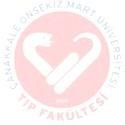 ÇANAKKALE ONSEKİZ MART ÜNİVERSİTESİ
TIP FAKÜLTESİ